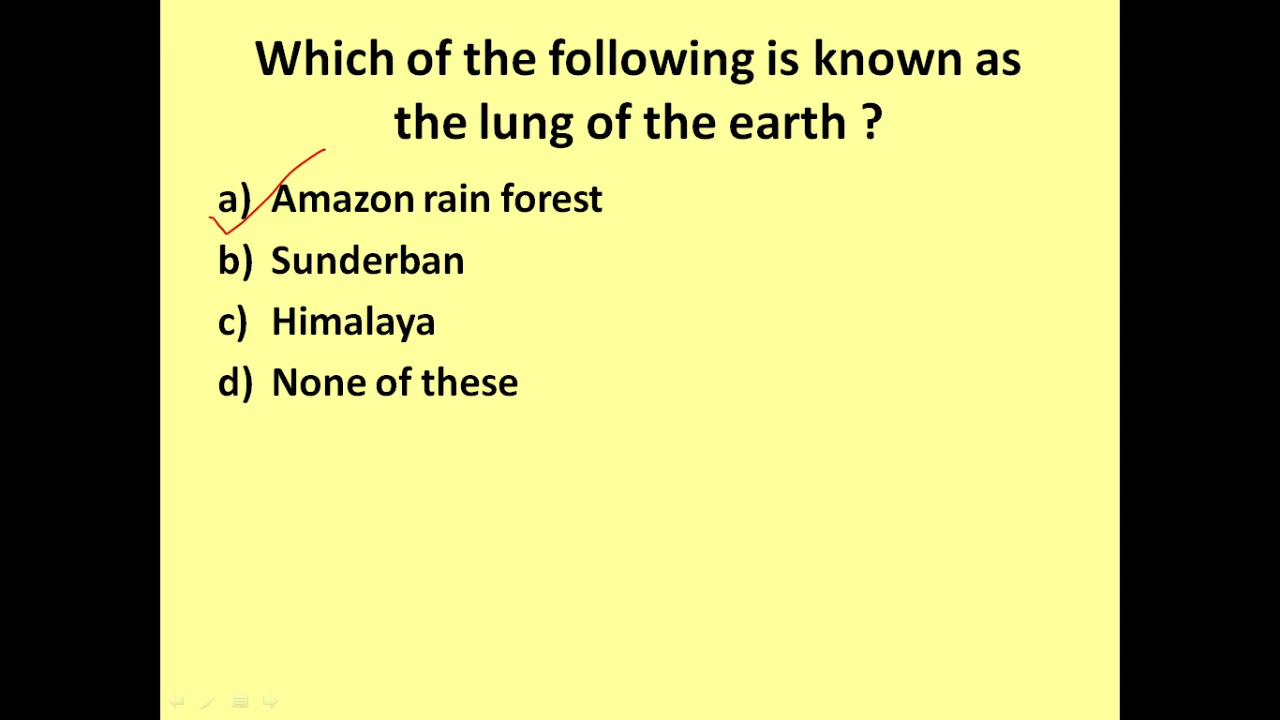 Which of the following is known as
the lung of the earth ?
a) Amazon rain forest
b) Sunderban
c) Himalaya
d) None of these